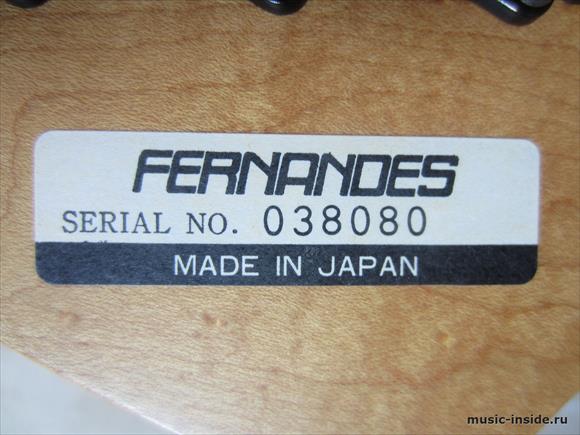 FERNANDES
SERIAL NO. 038080
MADE IN JAPAN
music-inside.ru